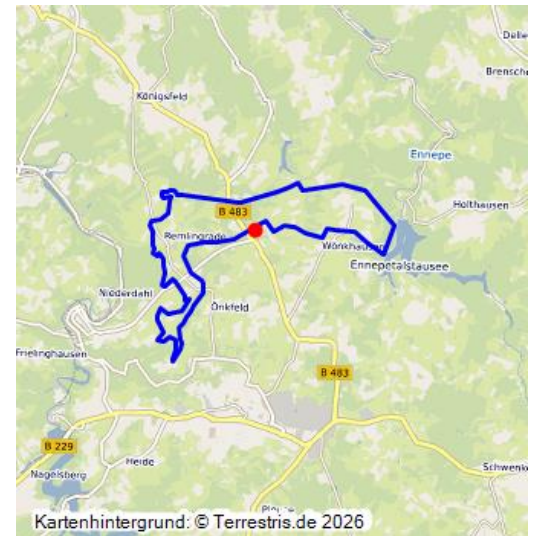 Delle
Brensche
Königsfeld
Ennepe
Holthausen
B 483
Remlingrade
Wönkhausen
Ennepetalstausee
Niederdahl
Önkfeld
Frielinghausen
B 483
B 229
Heide
Nagelsberg
Schwenke
Kartenhintergrund: © Terrestris.de 2026